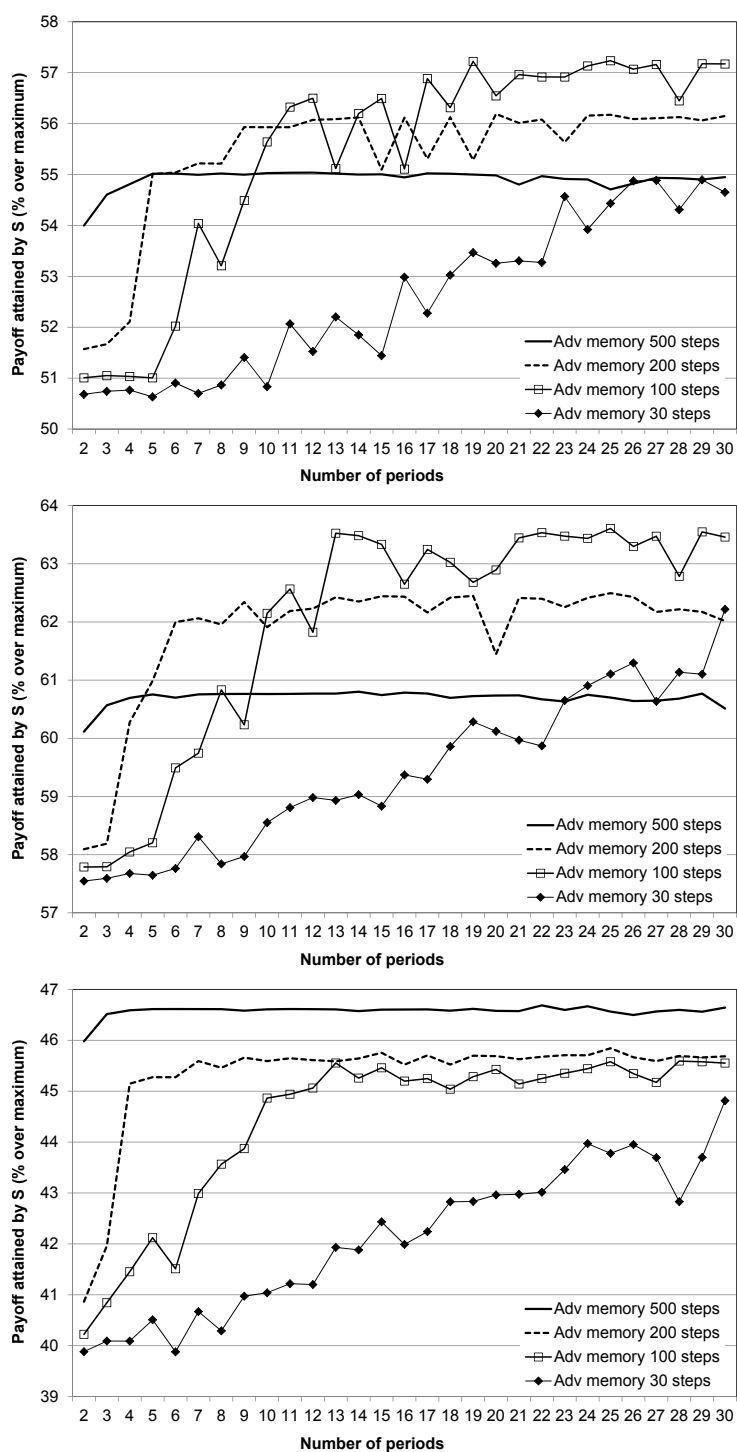 58
57
56
55
54
53
52
51
50
Payoff attained by S (% over maximum)
Adv memory 500 steps
Adv memory 200 steps
Adv memory 100 steps
Adv memory 30 steps
2 3 4 5 6 7 8 9 10 11 12 13 14 15 16 17 18 19 20 21 22 23 24 25 26 27 28 29 30
Number of periods
64
63
62
61
60
59
58
57
Payoff attained by S (% over maximum)
Adv memory 500 steps
Adv memory 200 steps
Adv memory 100 steps
Adv memory 30 steps
2 3 4 5 6 7 8 9 10 11 12 13 14 15 16 17 18 19 20 21 22 23 24 25 26 27 28 29 30
Number of periods
47
46
45
44
43
42
41
40
39
Payoff attained by S (% over maximum)
Adv memory 500 steps
Adv memory 200 steps
Adv memory 100 steps
Adv memory 30 steps
2 3 4 5 6 7 8 9 10 11 12 13 14 15 16 17 18 19 20 21 22 23 24 25 26 27 28 29 30
Number of periods